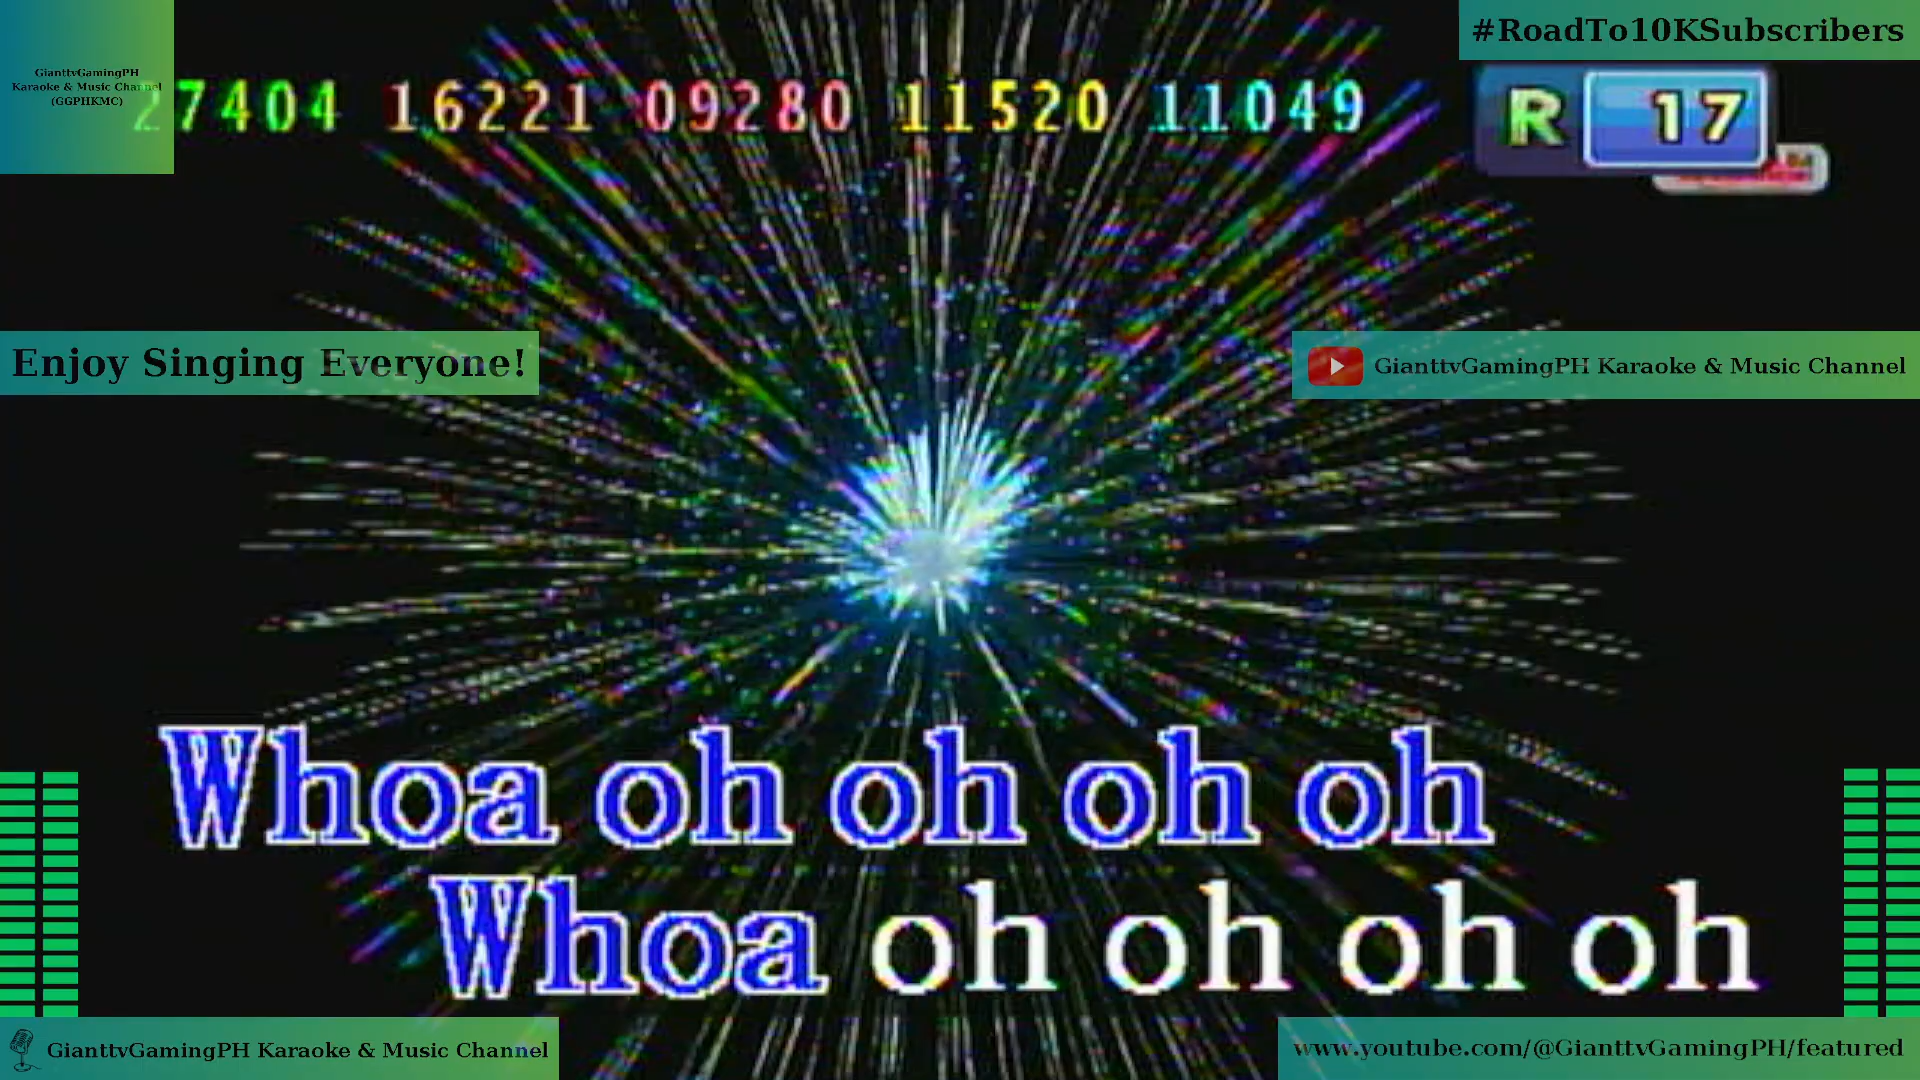 #RoadTo10KSubscribers
GianttvGamingPH
Karaoke & Music Channel
(GGPHKMC)
27404 16221 09280 11520 11049
R 17
Enjoy Singing Everyone!
GianttvGamingPH Karaoke & Music Channel
Whoa oh oh oh oh
Whoa oh oh oh oh
GianttvGamingPH Karaoke & Music Channel
www.youtube.com/@GianttvGamingPH/featured